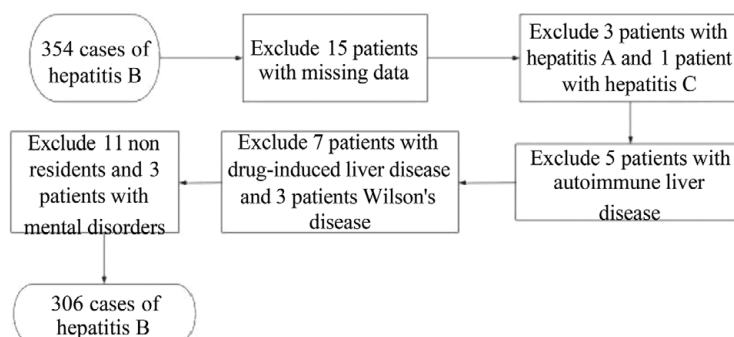 354 cases of
hepatitis B
Exclude 15 patients
with missing data
Exclude 3 patients with
hepatitis A and 1 patient
with hepatitis C
Exclude 5 patients with
autoimmune liver
disease
Exclude 7 patients with
drug-induced liver disease
and 3 patients Wilson's
disease
Exclude 11 non
residents and 3
patients with
mental disorders
306 cases of
hepatitis B